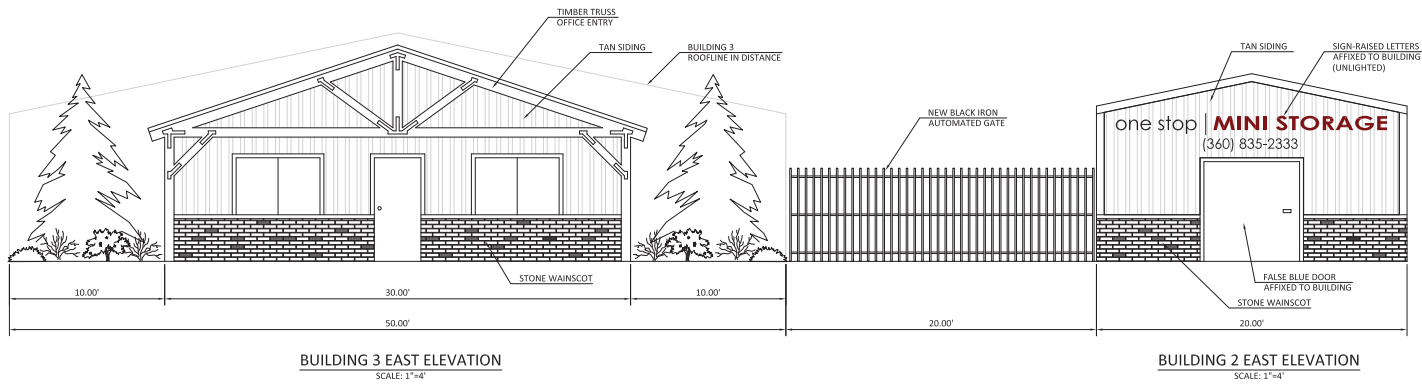 TIMBER TRUSS
OFFICE ENTRY
TAN SIDING
BUILDING 3
ROOFLINE IN DISTANCE
NEW BLACK IRON
AUTOMATED GATE
TAN SIDING
SIGN-RAISED LETTERS
AFFIXED TO BUILDING
(UNLIGHTED)
one stop | MINI STORAGE
(360) 835-2333
STONE WAINSCOT
FALSE BLUE DOOR
AFFIXED TO BUILDING
STONE WAINSCOT
10.00'
30.00'
10.00'
50.00'
20.00'
20.00'
BUILDING 3 EAST ELEVATION
SCALE: 1"=4'
BUILDING 2 EAST ELEVATION
SCALE: 1"=4'